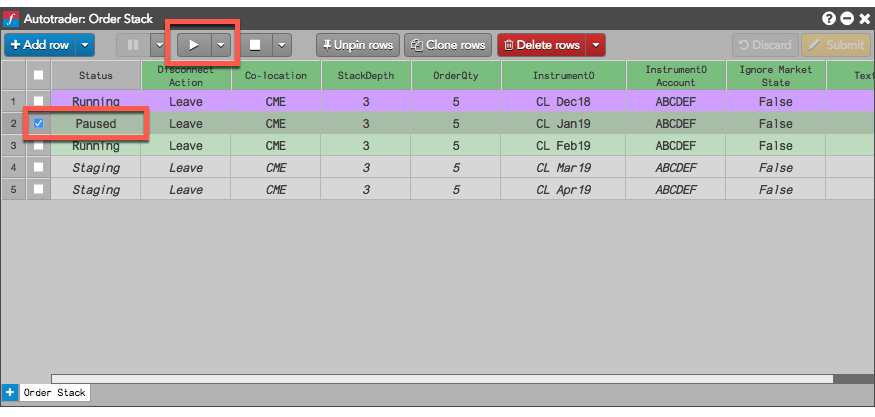 Autotrader: Order Stack
Add row Unpin rows Clone rows Delete rows Discard Submit
Status Disconnect Action Co-location StackDepth OrderQty Instrument0 Instrument0 Account Ignore Market State Text
1 Running Leave CME 3 5 CL Dec18 ABCDEF False
2 Paused Leave CME 3 5 CL Jan19 ABCDEF False
3 Running Leave CME 3 5 CL Feb19 ABCDEF False
4 Staging Leave CME 3 5 CL Mar19 ABCDEF False
5 Staging Leave CME 3 5 CL Apr19 ABCDEF False
Order Stack